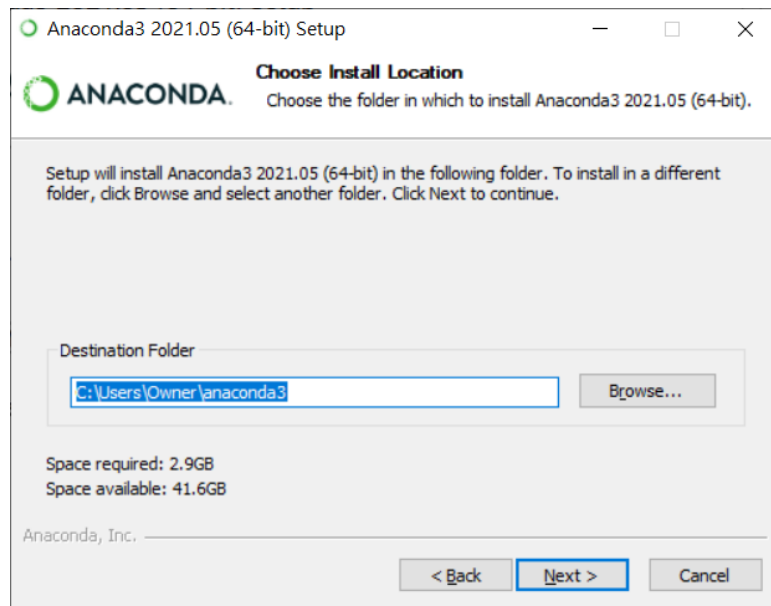 Anaconda3 2021.05 (64-bit) Setup
ANACONDA.
Choose Install Location
Choose the folder in which to install Anaconda3 2021.05 (64-bit).
Setup will install Anaconda3 2021.05 (64-bit) in the following folder. To install in a different
folder, click Browse and select another folder. Click Next to continue.
Destination Folder
C:\Users\Owner\anaconda3
Browse...
Space required: 2.9GB
Space available: 41.6GB
Anaconda, Inc.
< Back
Next >
Cancel